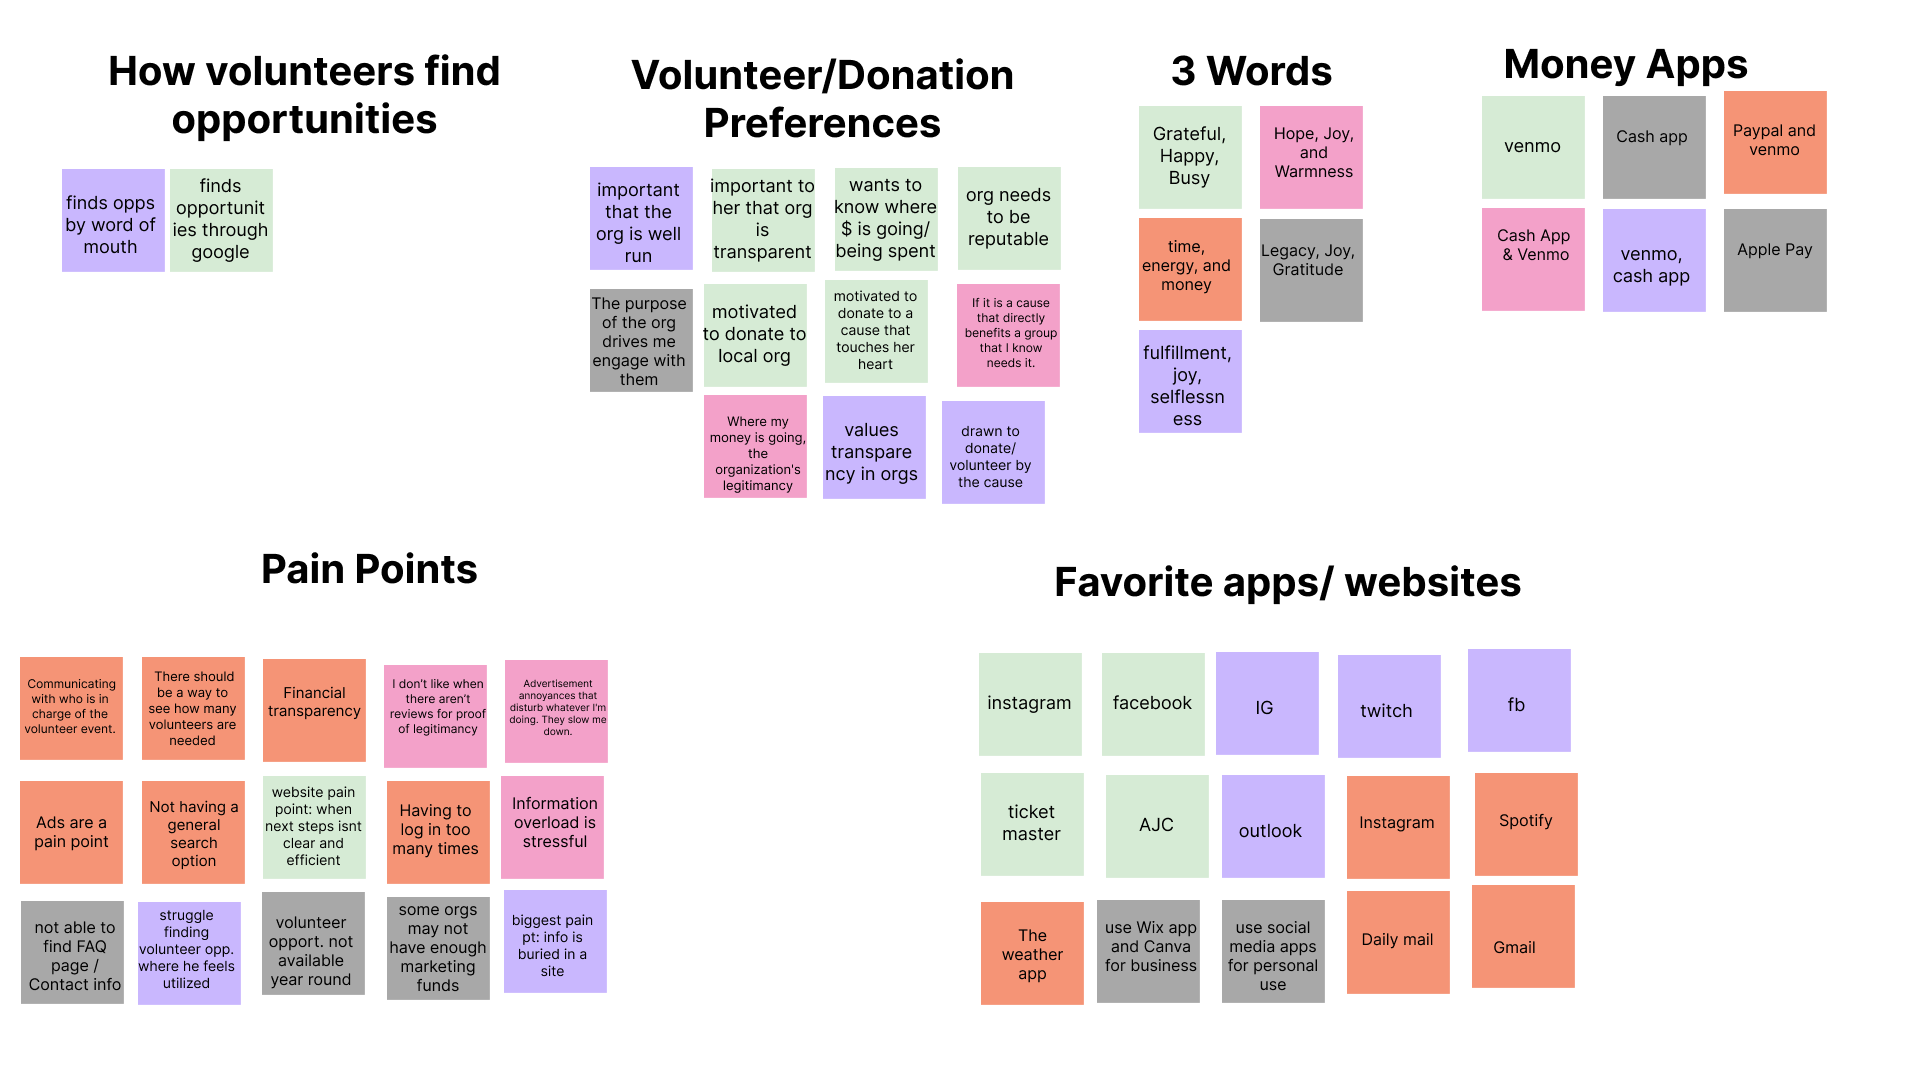 How volunteers find
opportunities
finds opps
by word of
mouth
finds
opportunit
ies through
google
Volunteer/Donation
Preferences
important
that the
org is well
run
important to
her that org
is
transparent
wants to
know where
$ is going/
being spent
org needs
to be
reputable
The purpose
of the org
drives me
engage with
them
motivated
to donate to
local org
motivated to
donate to a
cause that
touches her
heart
If it is a cause
that directly
benefits a group
that I know
needs it.
Where my
money is going,
the
organization's
legitimancy
values
transpare
ncy in orgs
drawn to
donate/
volunteer by
the cause
3 Words
Grateful,
Happy,
Busy
Hope, Joy,
and
Warmness
time,
energy, and
money
Legacy, Joy,
Gratitude
fulfillment,
joy,
selflessn
ess
Money Apps
venmo
Cash app
Paypal and
venmo
Cash App
& Venmo
venmo,
cash app
Apple Pay
Pain Points
Communicating
with who is in
charge of the
volunteer event.
There should
be a way to
see how many
volunteers are
needed
Financial
transparency
I don't like when
there aren't
reviews for proof
of legitimancy
Advertisement
annoyances that
disturb whatever I'm
doing. They slow me
down.
Ads are a
pain point
Not having a
general
search
option
website pain
point: when
next steps isnt
clear and
efficient
Having to
log in too
many times
Information
overload is
stressful
not able to
find FAQ
page /
Contact info
struggle
finding
volunteer opp.
where he feels
utilized
volunteer
opport. not
available
year round
some orgs
may not
have enough
marketing
funds
biggest pain
pt: info is
buried in a
site
Favorite apps/ websites
instagram
facebook
IG
twitch
fb
ticket
master
AJC
outlook
Instagram
Spotify
The
weather
app
use Wix app
and Canva
for business
use social
media apps
for personal
use
Daily mail
Gmail